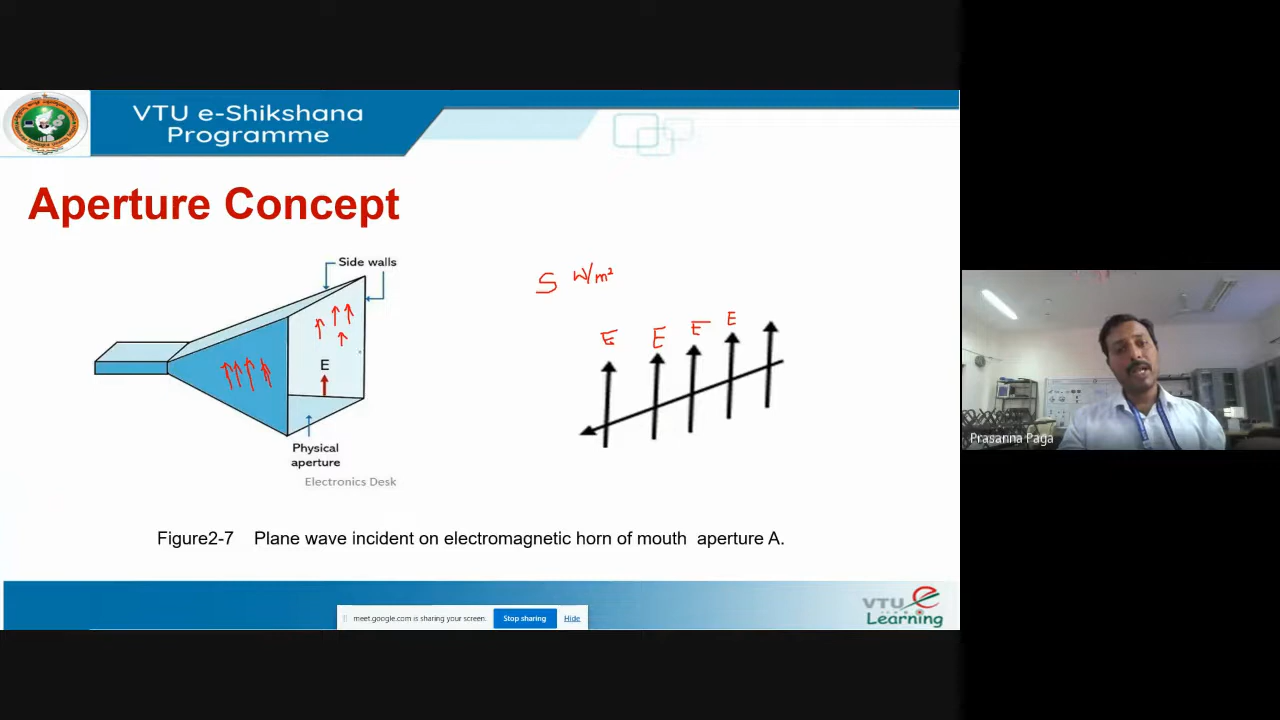 VTU e-Shikshana
Programme
Aperture Concept
Side walls
S W/m²
E E E E
E
Physical
aperture
Electronics Desk
Prasanna Paga
Figure2-7 Plane wave incident on electromagnetic horn of mouth aperture A.
VTU
Learning
meet.google.com is sharing your screen.
Stop sharing
Hide